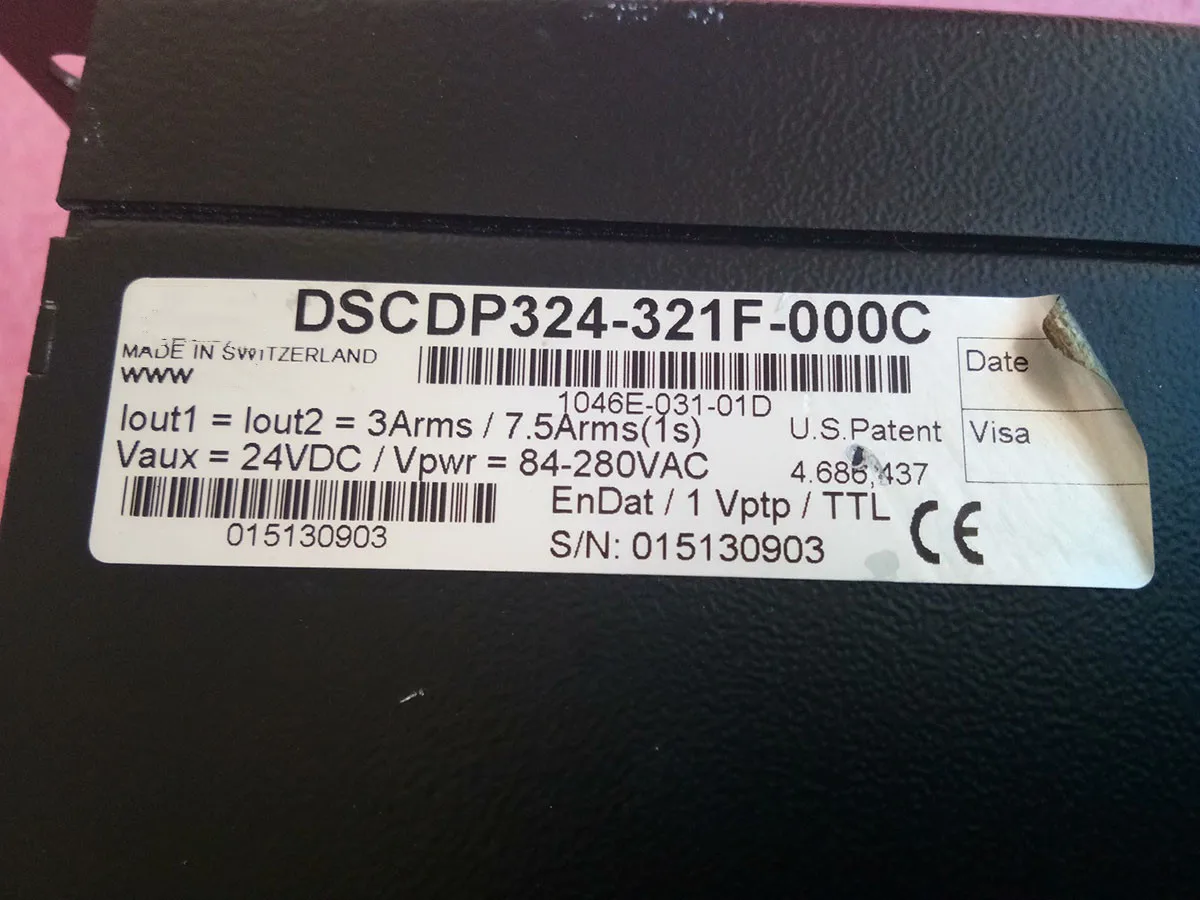 DSCDP324-321F-000C
MADE IN SWITZERLAND
www
1046E-031-01D
Iout1 = Iout2 = 3Arms / 7.5Arms(1s)
Vaux = 24VDC / Vpwr = 84-280VAC
U.S.Patent
4.686,437
EnDat / 1 Vptp / TTL
015130903
S/N: 015130903
CE
Date
Visa